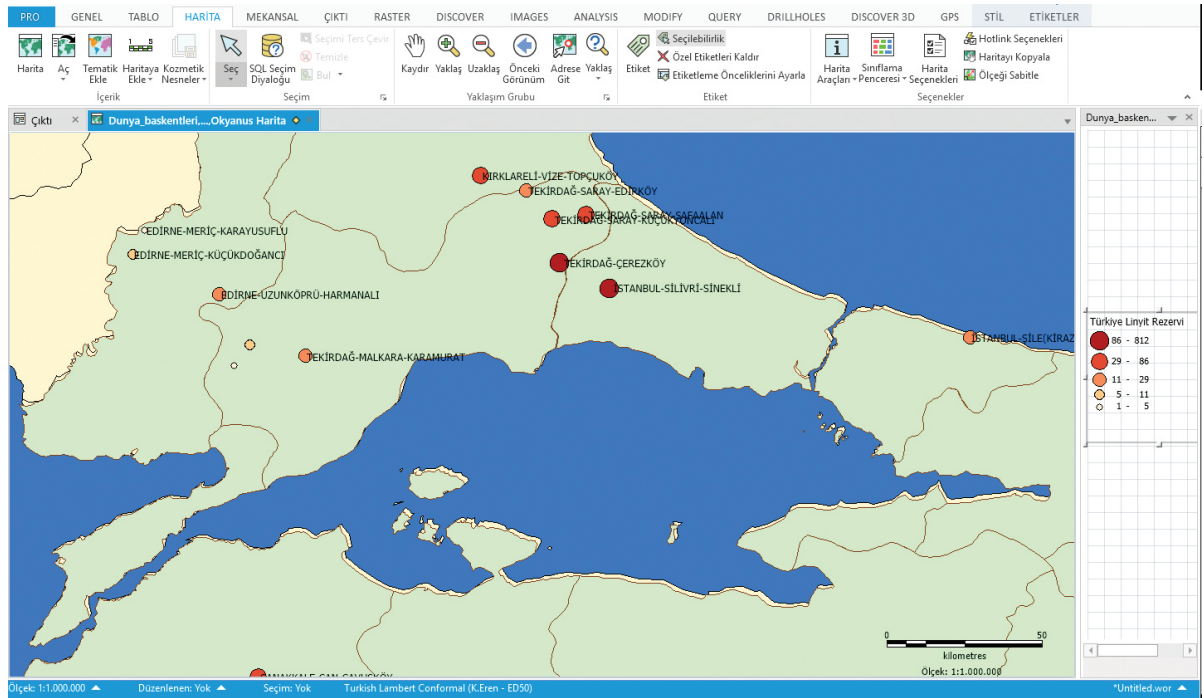 PRO GENEL TABLO HARİTA MEKANSAL ÇIKTI RASTER DISCOVER IMAGES ANALYSIS MODIFY QUERY DRILLHOLES DISCOVER 3D GPS STİL ETİKETLER
Harita
Aç
Tematik Ekle
Haritaya Ekle
Kozmetik Nesneler
İçerik
Seç
SQL Seçim Diyaloğu
Seçimi Ters Çevir
Temizle
Bul
Seçim
Kaydır
Yaklaş
Uzaklaş
Önceki Görünüm
Adrese Git
Yaklaş
Yaklaşım Grubu
Etiket
Seçilebilirlik
Özel Etiketleri Kaldır
Etiketleme Önceliklerini Ayarla
Etiket
Harita Araçları
Sınıflama Penceresi
Harita Seçenekleri
Hotlink Seçenekleri
Haritayı Kopyala
Ölçeği Sabitle
Seçenekler
Çıktı
Dunya_baskentleri,...,Okyanus Harita
Dunya_basken...
KIRKLARELİ-VİZE-TOPÇUKÖY
TEKİRDAĞ-SARAY-EDİRKÖY
TEKİRDAĞ-SARAY-SAFAALAN
TEKİRDAĞ-SARAY-KÜÇÜKYONCALI
EDİRNE-MERİÇ-KARAYUSUFLU
EDİRNE-MERİÇ-KÜÇÜKDOĞANCI
TEKİRDAĞ-ÇEREZKÖY
İSTANBUL-SİLİVRİ-SİNEKLİ
EDİRNE-UZUNKÖPRÜ-HARMANALI
İSTANBUL-SİLE(KİRAZ
TEKİRDAĞ-MALKARA-KARAMURAT
Türkiye Linyit Rezervi
86 - 812
29 - 86
11 - 29
5 - 11
1 - 5
0 50
kilometres
Ölçek: 1:1.000.000
ÇANAKKALE-ÇAN-ÇAVUŞKÖY
Ölçek: 1:1.000.000 Düzenlenen: Yok Seçim: Yok Turkish Lambert Conformal (K.Eren - ED50) *Untitled.wor